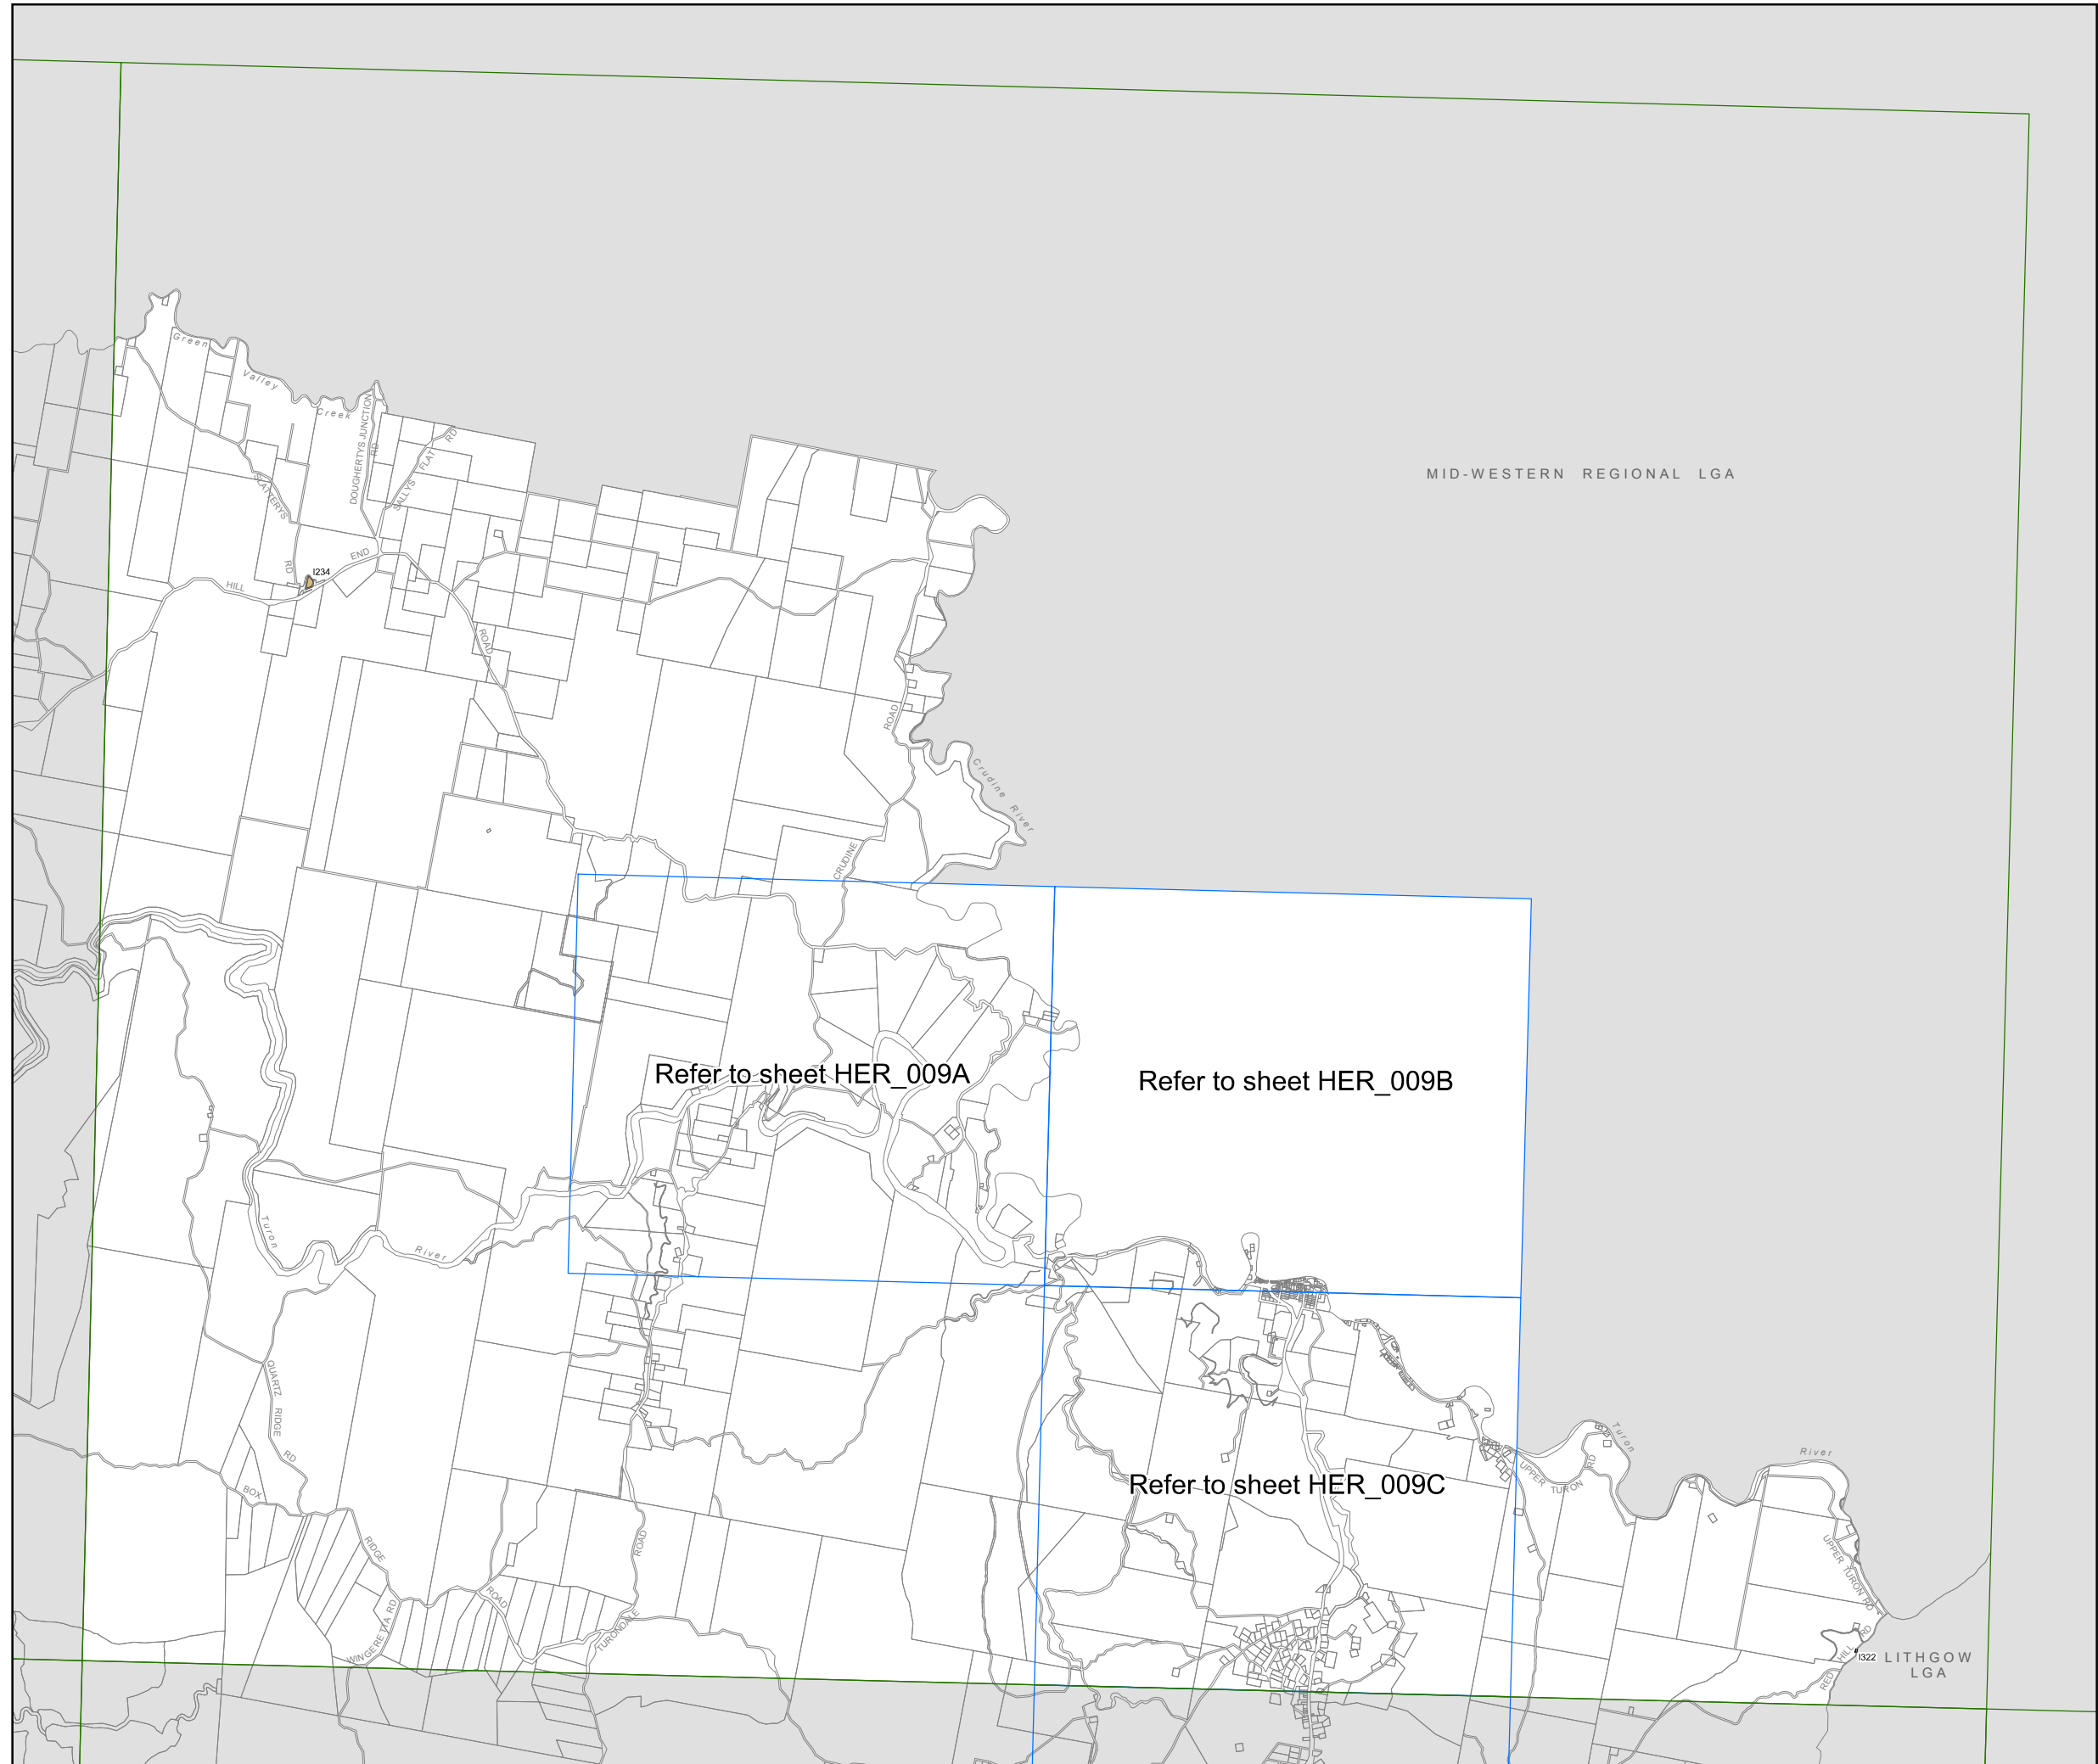 Green
Valley
Creek
DOUGHERTYS JUNCTION
RD
SALLYS
FLAT
RD
MID-WESTERN REGIONAL LGA
SLATTERYS
RD
END
I234
HILL
ROAD
ROAD
Crudine River
CRUDINE
Refer to sheet HER_009A
Refer to sheet HER_009B
Turon
River
QUARTZ
RIDGE
RD
Turon
River
UPPER
TURON
RD
Refer to sheet HER_009C
BOX
RIDGE
ROAD
ROAD
UPPER TURON RD
WINGERETTA RD
TURONDALE
RED
HILL
RD
I322
LITHGOW
LGA